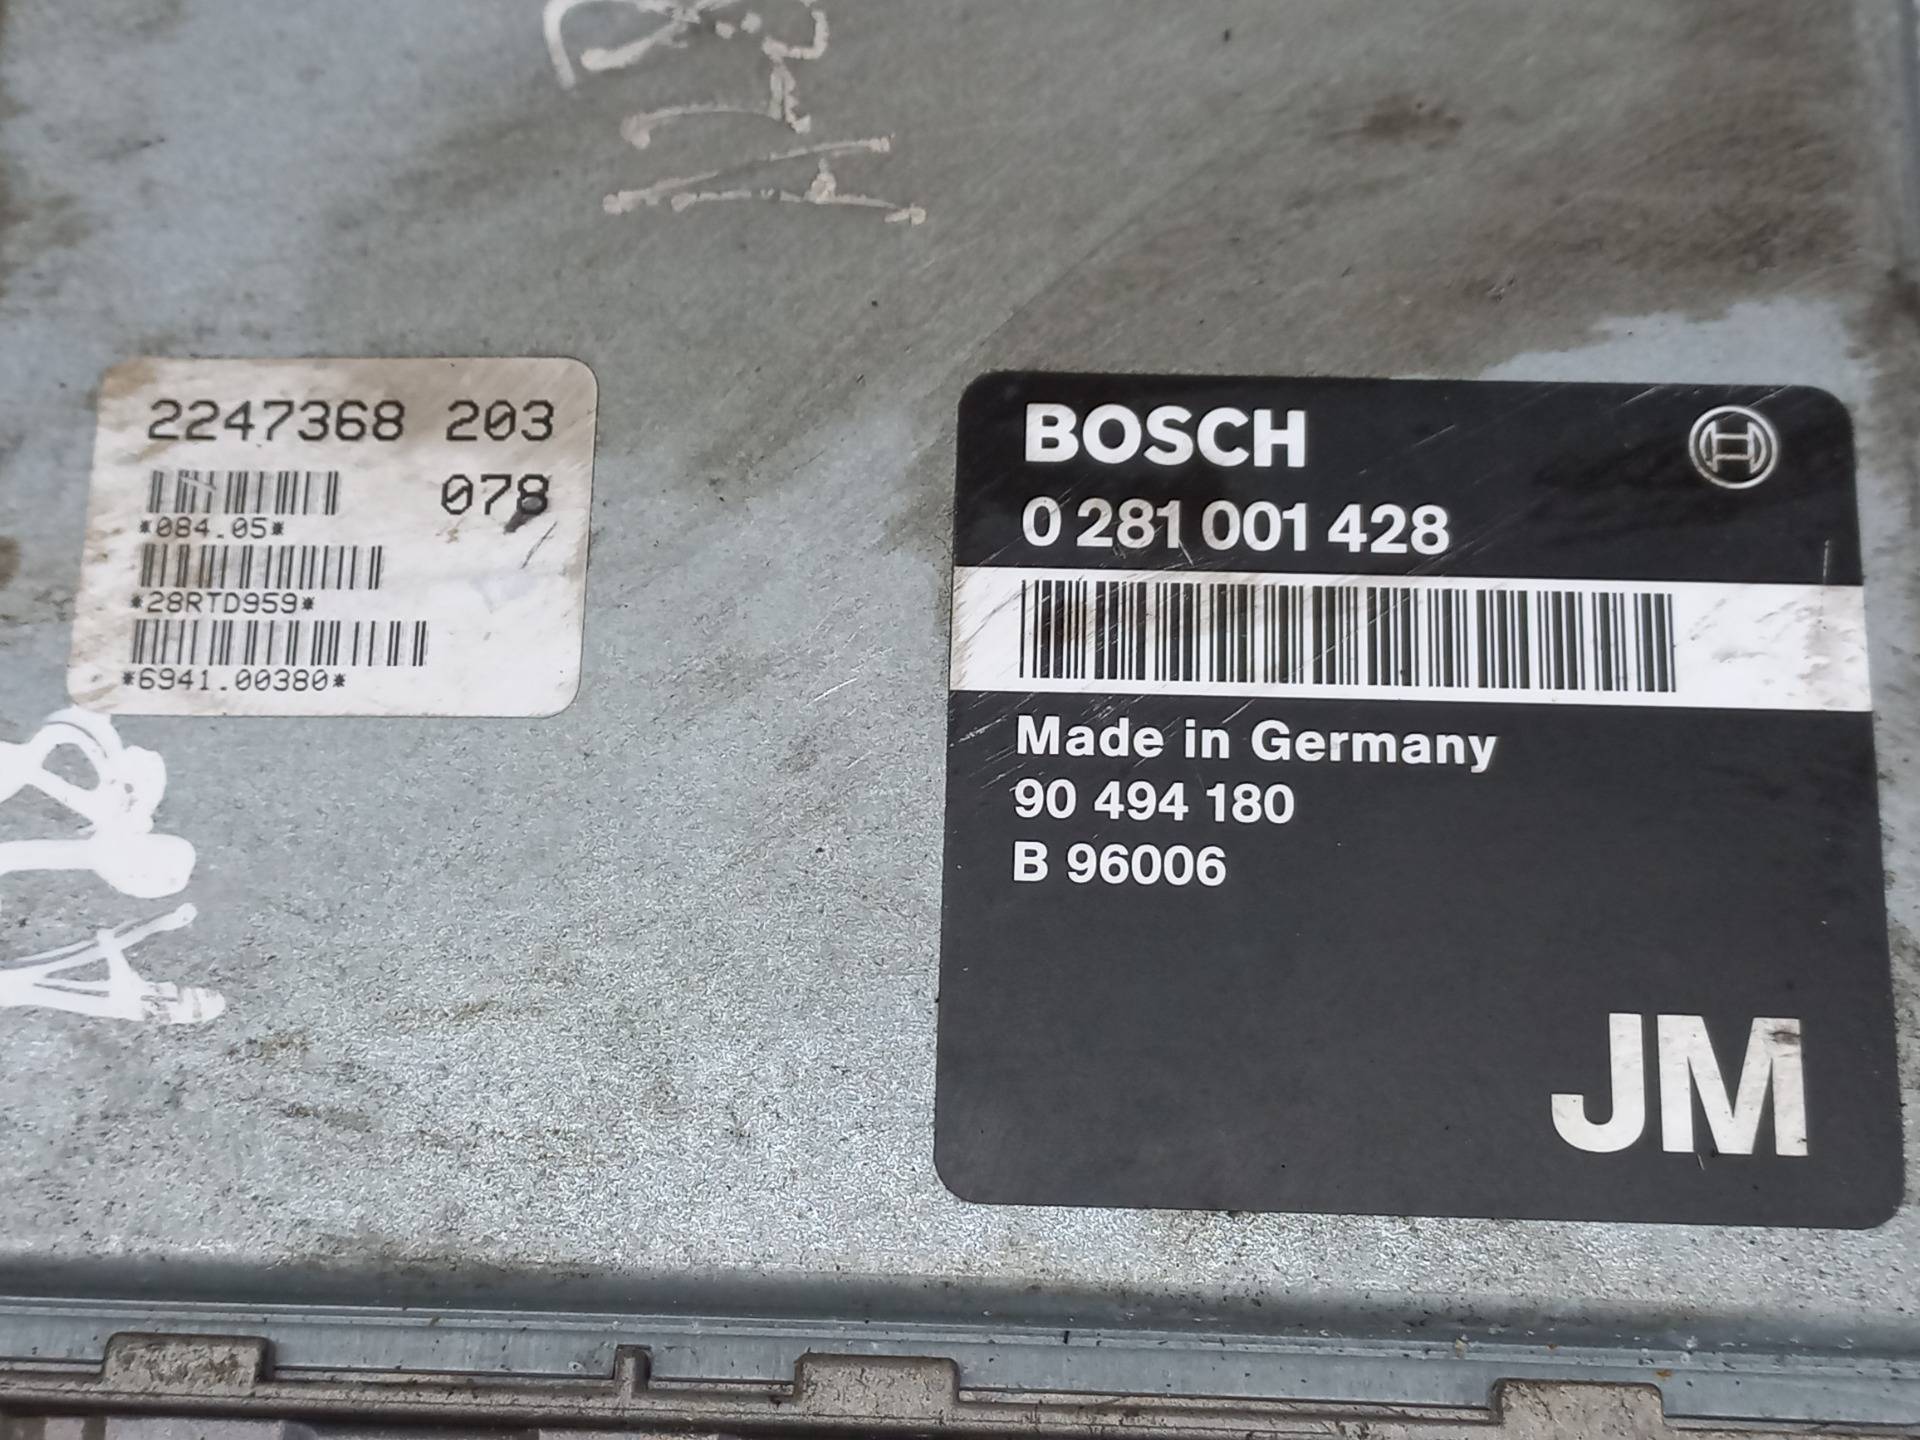 2247368 203
078
*084.05*
*28RTD959*
*6941.00380*
BOSCH
0 281 001 428
Made in Germany
90 494 180
B 96006
JM